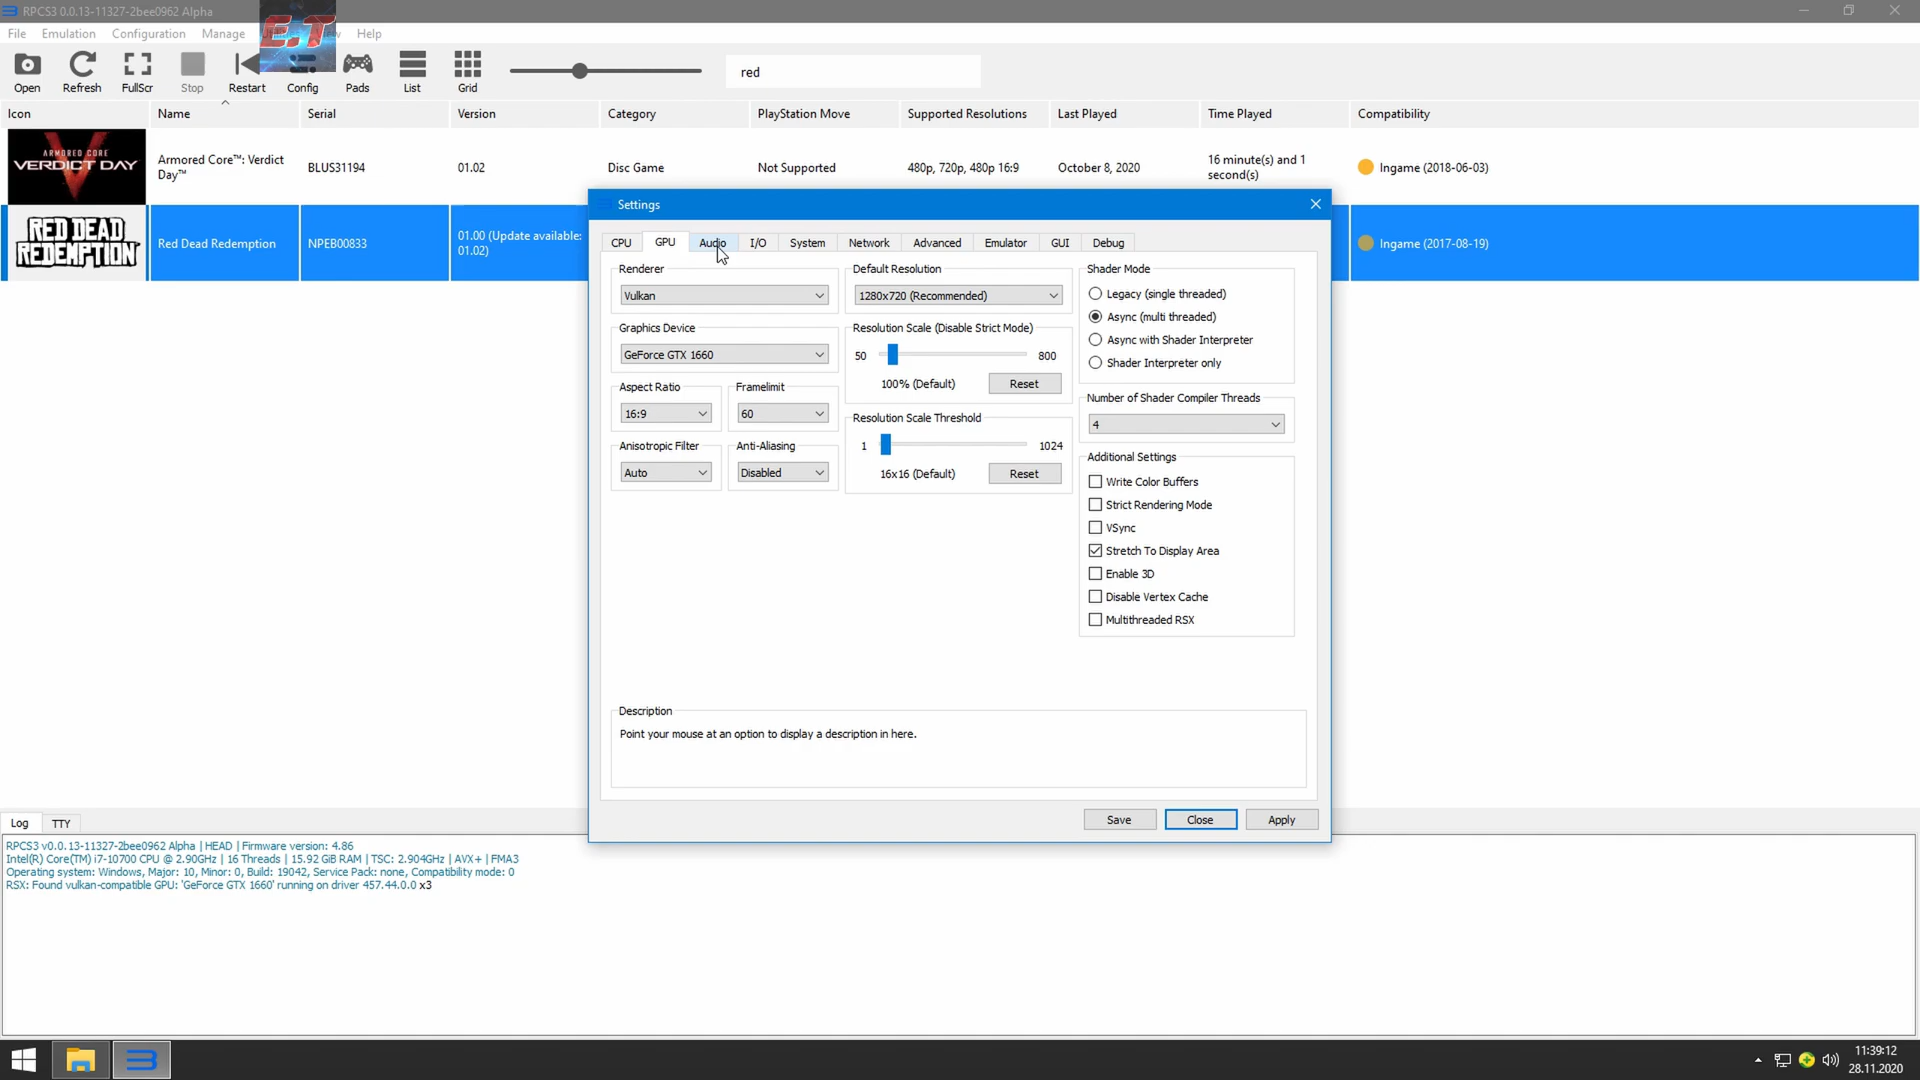 RPCS3 0.0.13-11327-2bee0962 Alpha
File Emulation Configuration Manage Help
ET
Open Refresh FullScr Stop Restart Config Pads List Grid
red
Icon Name Serial Version Category PlayStation Move Supported Resolutions Last Played Time Played Compatibility
ARMORED CORE
VERDICT DAY
Armored Core™: Verdict
Day™
BLUS31194
01.02
Disc Game
Not Supported
480p, 720p, 480p 16:9
October 8, 2020
16 minute(s) and 1
second(s)
Ingame (2018-06-03)
RED DEAD
REDEMPTION
Red Dead Redemption
NPEB00833
01.00 (Update available:
01.02)
Ingame (2017-08-19)
Settings
CPU GPU Audio I/O System Network Advanced Emulator GUI Debug
Renderer
Vulkan
Graphics Device
GeForce GTX 1660
Aspect Ratio
16:9
Framelimit
60
Anisotropic Filter
Auto
Anti-Aliasing
Disabled
Default Resolution
1280x720 (Recommended)
Resolution Scale (Disable Strict Mode)
50 800
100% (Default) Reset
Resolution Scale Threshold
1 1024
16x16 (Default) Reset
Shader Mode
Legacy (single threaded)
Async (multi threaded)
Async with Shader Interpreter
Shader Interpreter only
Number of Shader Compiler Threads
4
Additional Settings
Write Color Buffers
Strict Rendering Mode
VSync
Stretch To Display Area
Enable 3D
Disable Vertex Cache
Multithreaded RSX
Description
Point your mouse at an option to display a description in here.
Save Close Apply
Log TTY
RPCS3 v0.0.13-11327-2bee0962 Alpha | HEAD | Firmware version: 4.86
Intel(R) Core(TM) i7-10700 CPU @ 2.90GHz | 16 Threads | 15.92 GiB RAM | TSC: 2.904GHz | AVX+ | FMA3
Operating system: Windows, Major: 10, Minor: 0, Build: 19042, Service Pack: none, Compatibility mode: 0
RSX: Found vulkan-compatible GPU: 'GeForce GTX 1660' running on driver 457.44.0.0 x3
11:39:12
28.11.2020